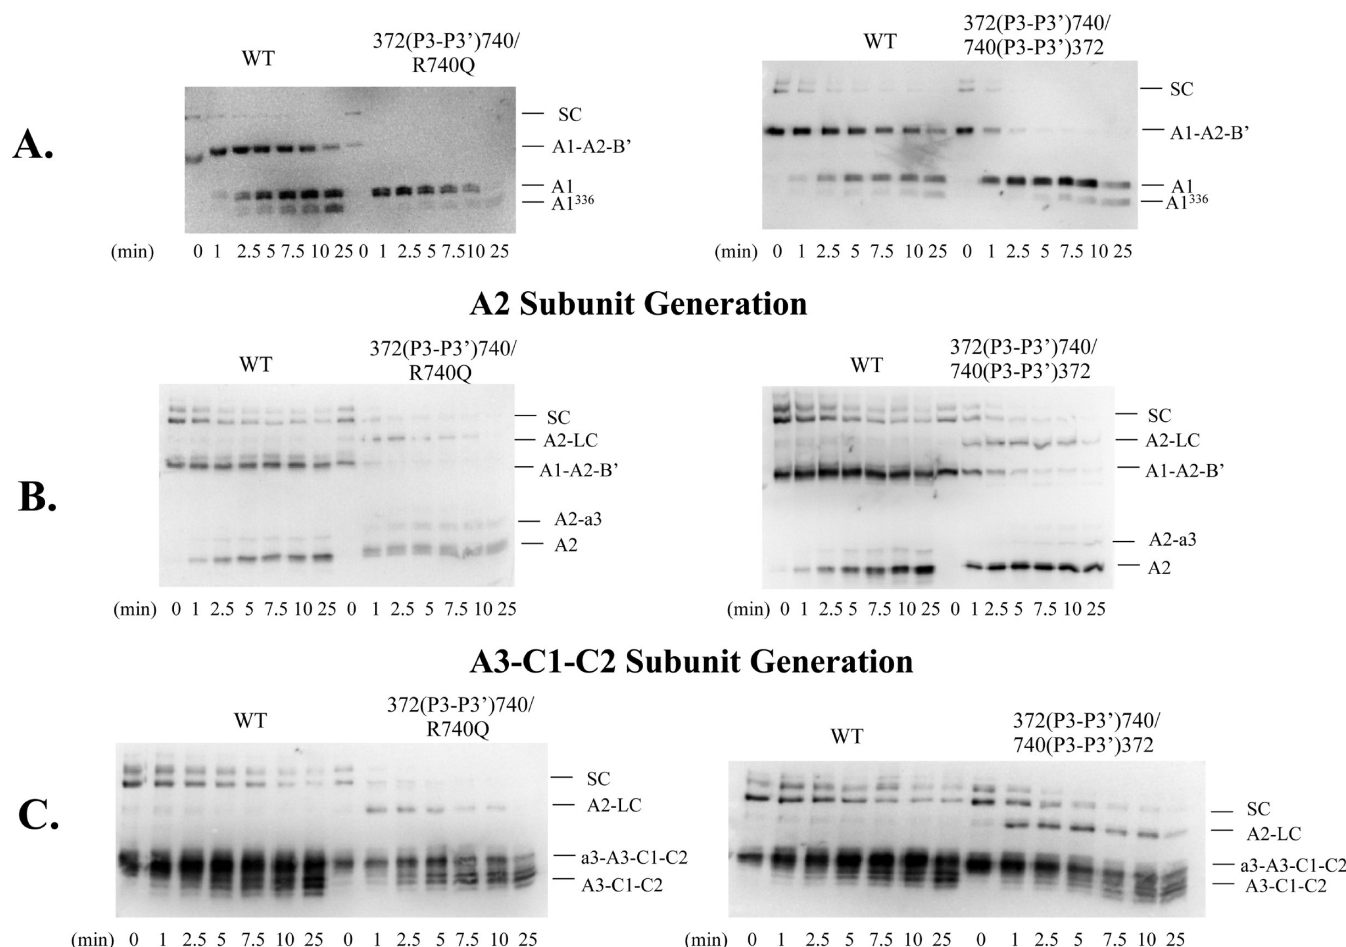 WT
372(P3-P3')740/
R740Q
WT
372(P3-P3')740/
740(P3-P3')372
A.
SC
A1-A2-B'
A1
A1336
SC
A1-A2-B'
A1
A1336
(min) 0 1 2.5 5 7.5 10 25 0 1 2.5 5 7.5 10 25
(min) 0 1 2.5 5 7.5 10 25 0 1 2.5 5 7.5 10 25
A2 Subunit Generation
WT
372(P3-P3')740/
R740Q
WT
372(P3-P3')740/
740(P3-P3')372
B.
SC
A2-LC
A1-A2-B'
A2-a3
A2
SC
A2-LC
A1-A2-B'
A2-a3
A2
(min) 0 1 2.5 5 7.5 10 25 0 1 2.5 5 7.5 10 25
(min) 0 1 2.5 5 7.5 10 25 0 1 2.5 5 7.5 10 25
A3-C1-C2 Subunit Generation
WT
372(P3-P3')740/
R740Q
WT
372(P3-P3')740/
740(P3-P3')372
C.
SC
A2-LC
a3-A3-C1-C2
A3-C1-C2
SC
A2-LC
a3-A3-C1-C2
A3-C1-C2
(min) 0 1 2.5 5 7.5 10 25 0 1 2.5 5 7.5 10 25
(min) 0 1 2.5 5 7.5 10 25 0 1 2.5 5 7.5 10 25